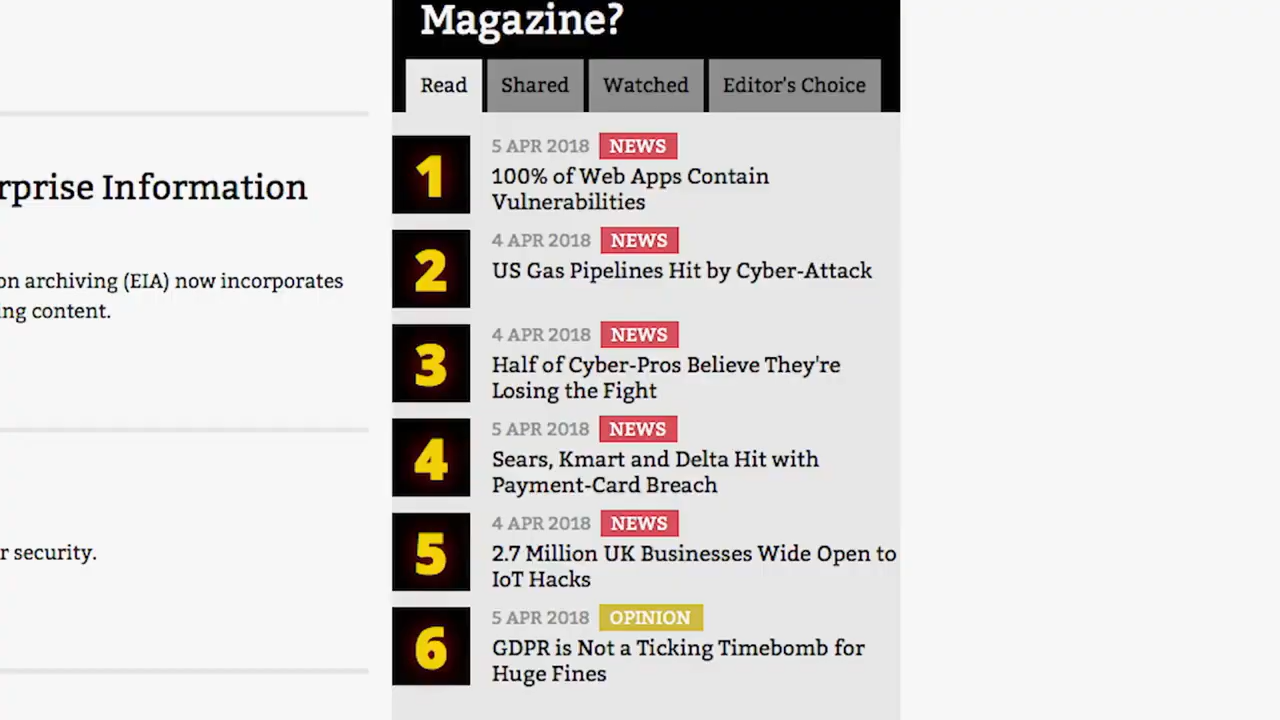 Magazine?
Read Shared Watched Editor's Choice
1 5 APR 2018 NEWS
100% of Web Apps Contain
Vulnerabilities
2 4 APR 2018 NEWS
US Gas Pipelines Hit by Cyber-Attack
3 4 APR 2018 NEWS
Half of Cyber-Pros Believe They're
Losing the Fight
4 5 APR 2018 NEWS
Sears, Kmart and Delta Hit with
Payment-Card Breach
5 4 APR 2018 NEWS
2.7 Million UK Businesses Wide Open to
IoT Hacks
6 5 APR 2018 OPINION
GDPR is Not a Ticking Timebomb for
Huge Fines
rprise Information
on archiving (EIA) now incorporates
ing content.
r security.